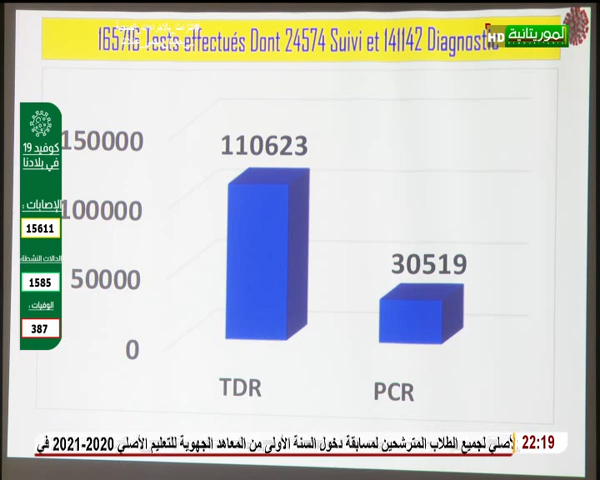 الموريتانية
HD
165716 Tests effectués Dont 24574 Suivi et 141142 Diagnostic
كوفيد 19
في بلادنا
الإصابات :
15611
الحالات النشطة
1585
الوفيات :
387
150000
100000
50000
0
110623
30519
TDR
PCR
22:19
أصلي لجميع الطلاب المترشحين لمسابقة دخول السنة الأولى من المعاهد الجهوية للتعليم الأصلي 2020-2021 في